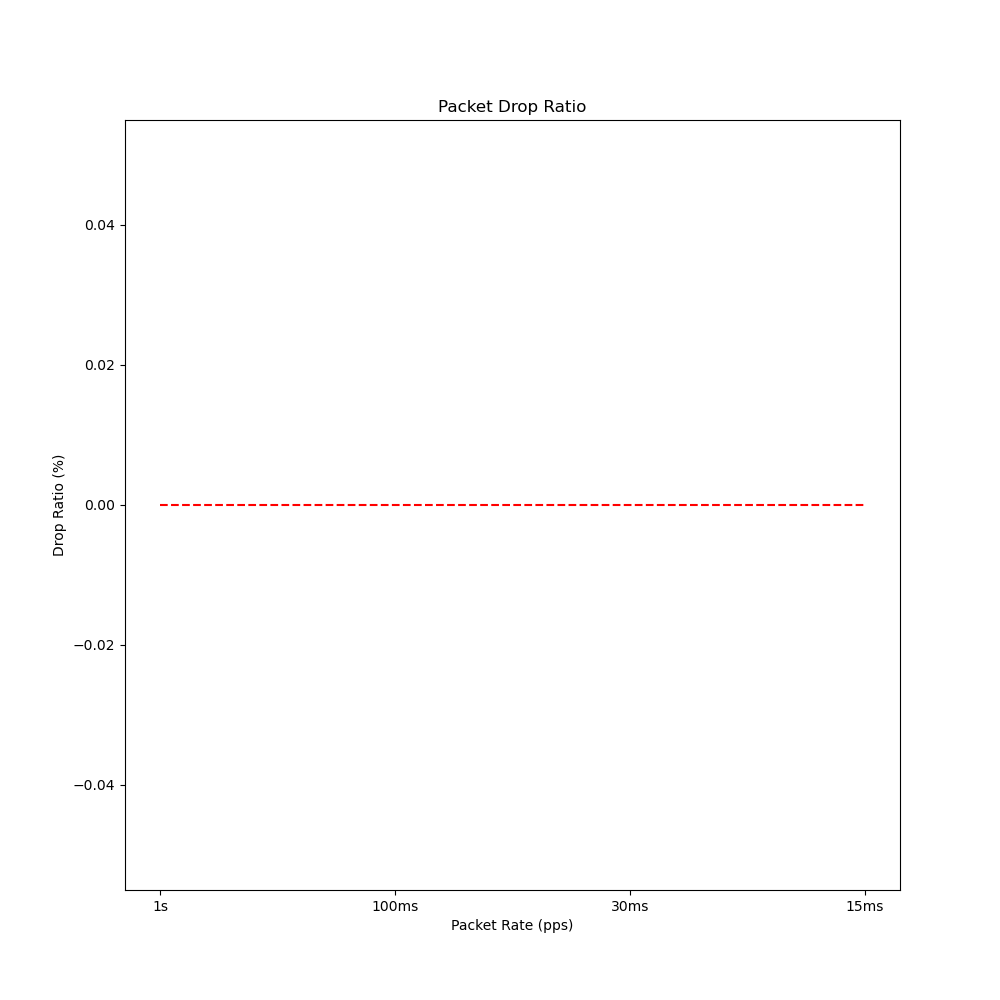 Packet Drop Ratio
0.04
0.02
0.00
−0.02
−0.04
Drop Ratio (%)
1s 100ms 30ms 15ms
Packet Rate (pps)